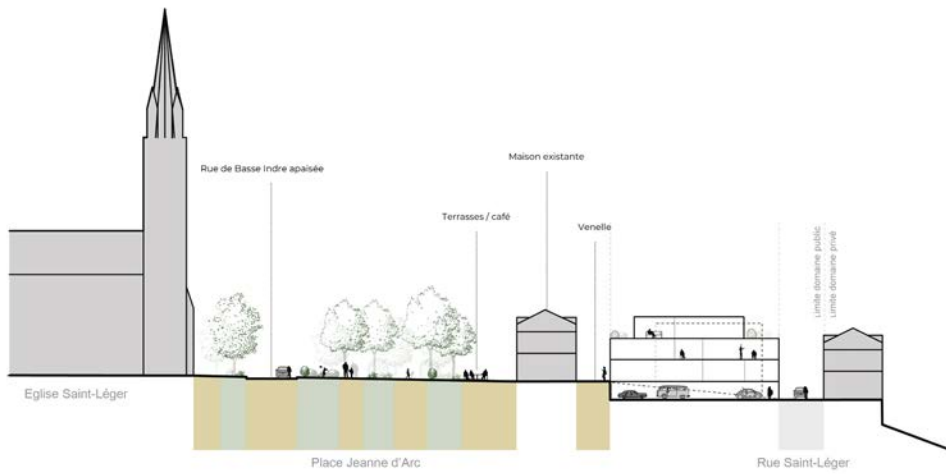 Maison existante
Rue de Basse Indre apaisée
Terrasses / café
Venelle
Limite domaine public
Limite domaine privé
Eglise Saint-Léger
Place Jeanne d'Arc
Rue Saint-Léger